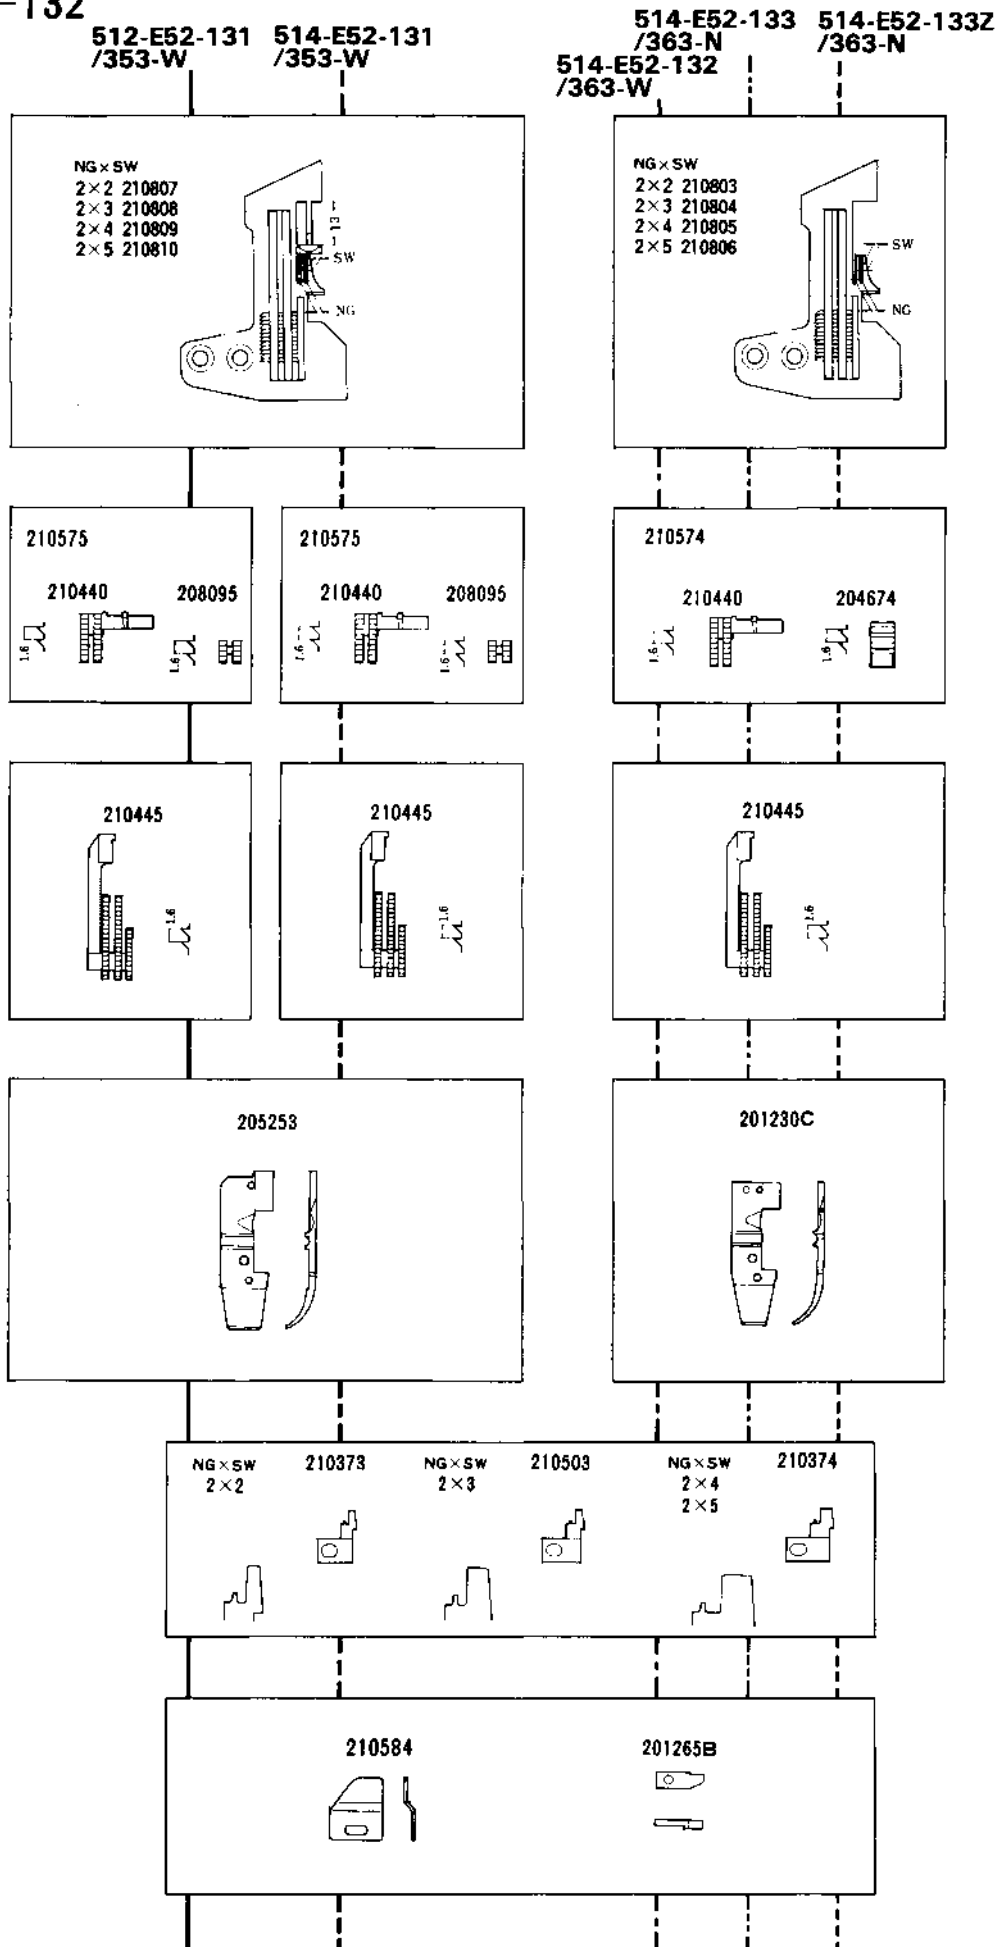 -132
512-E52-131
/353-W
514-E52-131
/353-W
514-E52-132
/363-W
514-E52-133
/363-N
514-E52-133Z
/363-N
NG×SW
2×2 210807
2×3 210808
2×4 210809
2×5 210810
13
SW
NG
NG×SW
2×2 210803
2×3 210804
2×4 210805
2×5 210806
SW
NG
210575
210440
208095
1.6
1.6
210575
210440
208095
1.6
1.6
210574
210440
204674
1.6
1.6
210445
1.6
210445
1.6
210445
1.6
205253
201230C
NG×SW
2×2
210373
NG×SW
2×3
210503
NG×SW
2×4
2×5
210374
210584
201265B